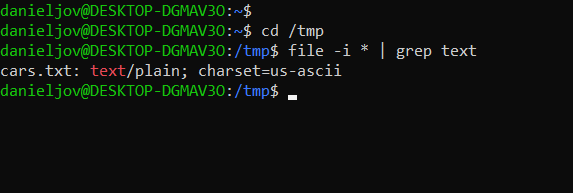 danieljov@DESKTOP-DGMAV3O:~$
danieljov@DESKTOP-DGMAV3O:~$ cd /tmp
danieljov@DESKTOP-DGMAV3O:/tmp$ file -i * | grep text
cars.txt: text/plain; charset=us-ascii
danieljov@DESKTOP-DGMAV3O:/tmp$